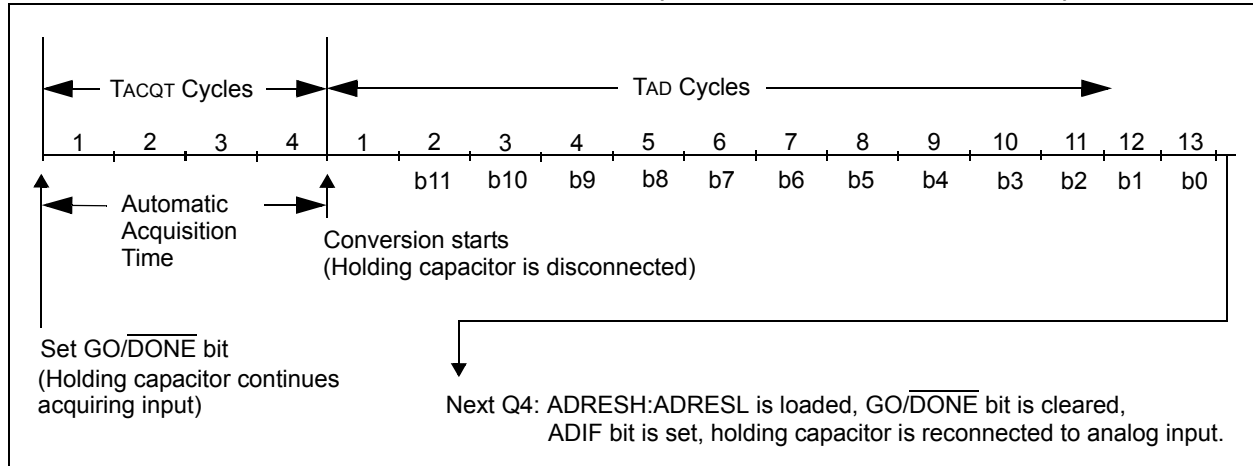 TACQT Cycles
TAD Cycles
1 2 3 4 1 2 3 4 5 6 7 8 9 10 11 12 13
b11 b10 b9 b8 b7 b6 b5 b4 b3 b2 b1 b0
Automatic
Acquisition
Time
Conversion starts
(Holding capacitor is disconnected)
Set GO/DONE bit
(Holding capacitor continues
acquiring input)
Next Q4: ADRESH:ADRESL is loaded, GO/DONE bit is cleared,
ADIF bit is set, holding capacitor is reconnected to analog input.